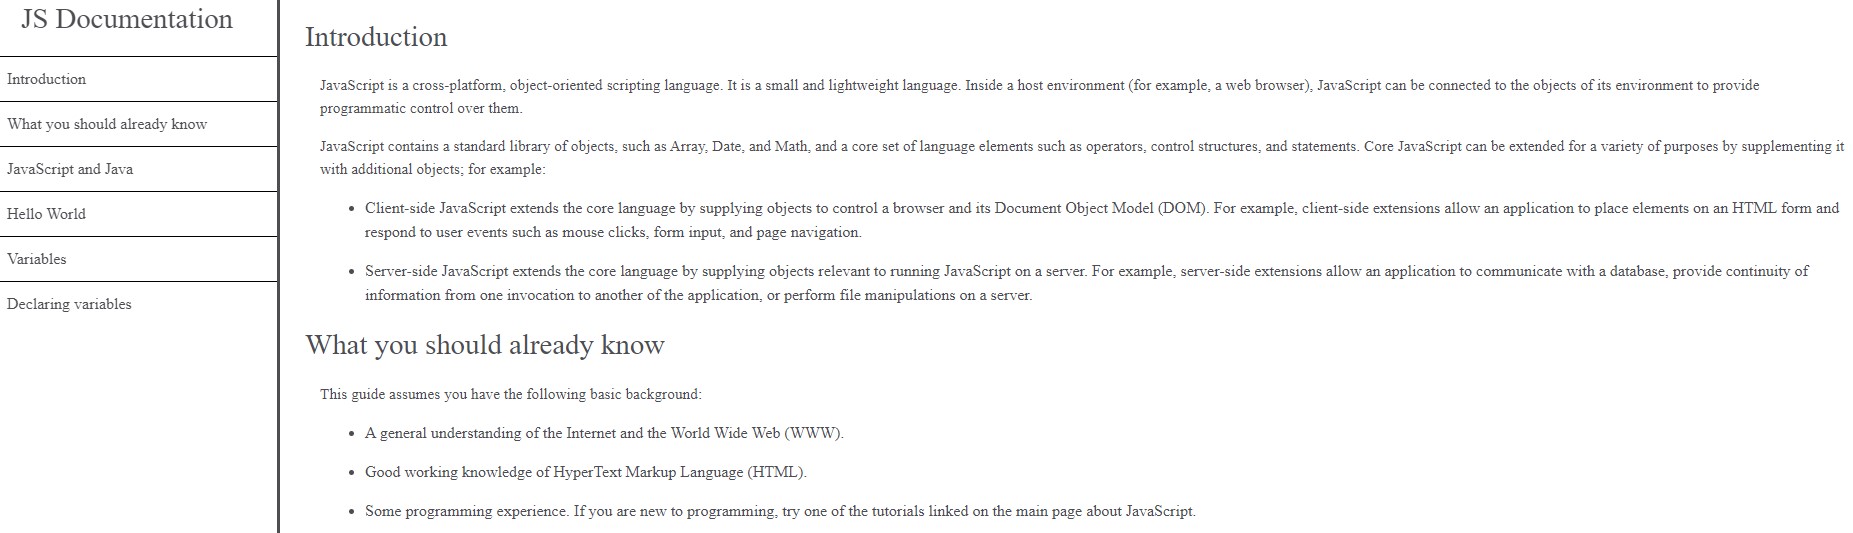 JS Documentation
Introduction
What you should already know
JavaScript and Java
Hello World
Variables
Declaring variables
Introduction
JavaScript is a cross-platform, object-oriented scripting language. It is a small and lightweight language. Inside a host environment (for example, a web browser), JavaScript can be connected to the objects of its environment to provide
programmatic control over them.
JavaScript contains a standard library of objects, such as Array, Date, and Math, and a core set of language elements such as operators, control structures, and statements. Core JavaScript can be extended for a variety of purposes by supplementing it
with additional objects; for example:
• Client-side JavaScript extends the core language by supplying objects to control a browser and its Document Object Model (DOM). For example, client-side extensions allow an application to place elements on an HTML form and
respond to user events such as mouse clicks, form input, and page navigation.
• Server-side JavaScript extends the core language by supplying objects relevant to running JavaScript on a server. For example, server-side extensions allow an application to communicate with a database, provide continuity of
information from one invocation to another of the application, or perform file manipulations on a server.
What you should already know
This guide assumes you have the following basic background:
• A general understanding of the Internet and the World Wide Web (WWW).
• Good working knowledge of HyperText Markup Language (HTML).
• Some programming experience. If you are new to programming, try one of the tutorials linked on the main page about JavaScript.